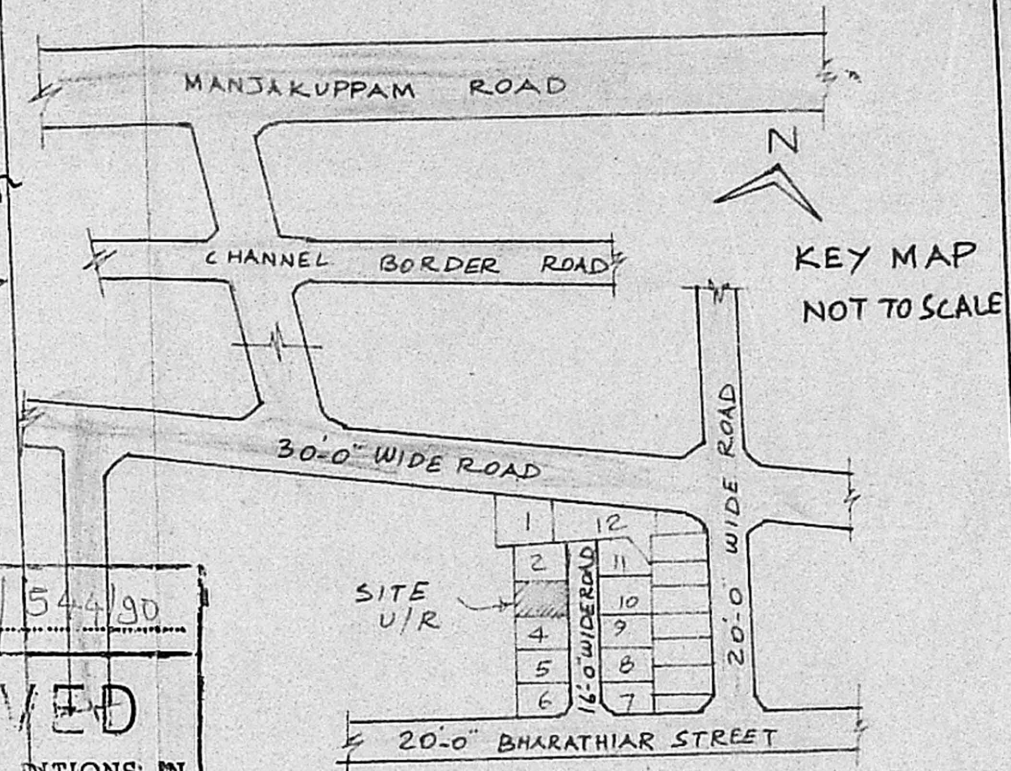 MANJAKUPPAM ROAD
N
CHANNEL BORDER ROAD
KEY MAP
NOT TO SCALE
30'-0" WIDE ROAD
20'-0" WIDE ROAD
1
12
2
11
SITE
U/R
10
4
9
5
8
6
7
16'-0" WIDE ROAD
544/90
VED
DITIONS IN
20'-0" BHARATHIAR STREET